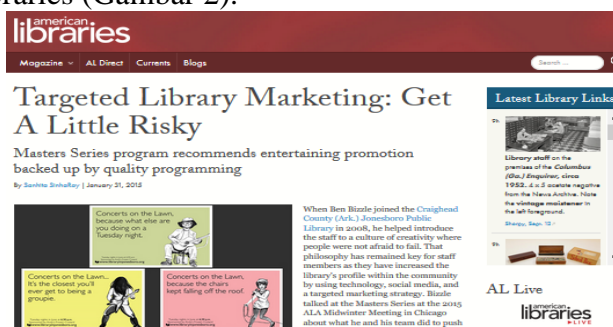 braries (Gambar 2).
american
libraries
Magazine AL Direct Currents Blogs
Search ...
Targeted Library Marketing: Get
A Little Risky
Masters Series program recommends entertaining promotion
backed up by quality programming
By Sanhita SinhaRay | January 31, 2015
Concerts on the Lawn,
because what else are
you doing on a
Tuesday night.
Concerts on the Lawn...
It's the closest you'll
ever get to being a
groupie.
Concerts on the Lawn,
because the chairs
kept falling off the roof.
When Ben Bizzle joined the Craighead
County (Ark.) Jonesboro Public
Library in 2008, he helped introduce
the staff to a culture of creativity where
people were not afraid to fail. That
philosophy has remained key for staff
members as they have increased the
library's profile within the community
by using technology, social media, and
a targeted marketing strategy. Bizzle
talked at the Masters Series at the 2015
ALA Midwinter Meeting in Chicago
about what he and his team did to push
Latest Library Links
9h
Library staff on the
premises of the Columbus
(Ga.) Enquirer, circa
1952. 4 x 5 acetate negative
from the News Archive. Note
the vintage moistener in
the left foreground.
Shorpy, Sept. 12
9h
AL Live
american
libraries
LIVE